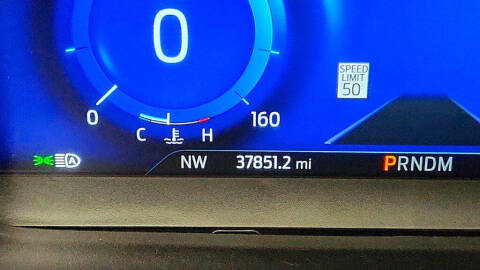 0
SPEED
LIMIT
50
0 160
C H
A
NW 37851.2 mi PRNDM